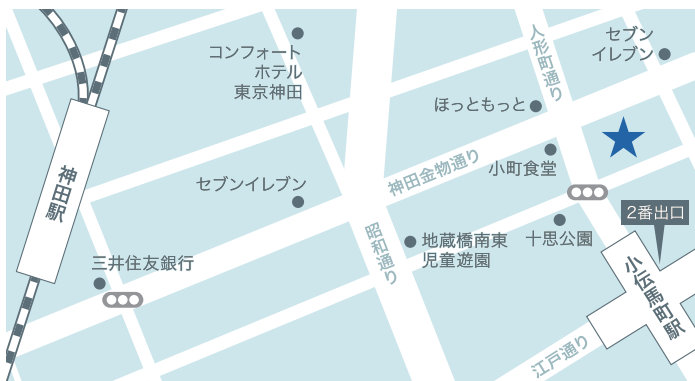 コンフォート
ホテル
東京神田
人形町通り
セブン
イレブン
ほっともっと
神田金物通り
小町食堂
神田駅
セブンイレブン
昭和通り
地蔵橋南東
児童遊園
十思公園
2番出口
三井住友銀行
小伝馬町駅
江戸通り